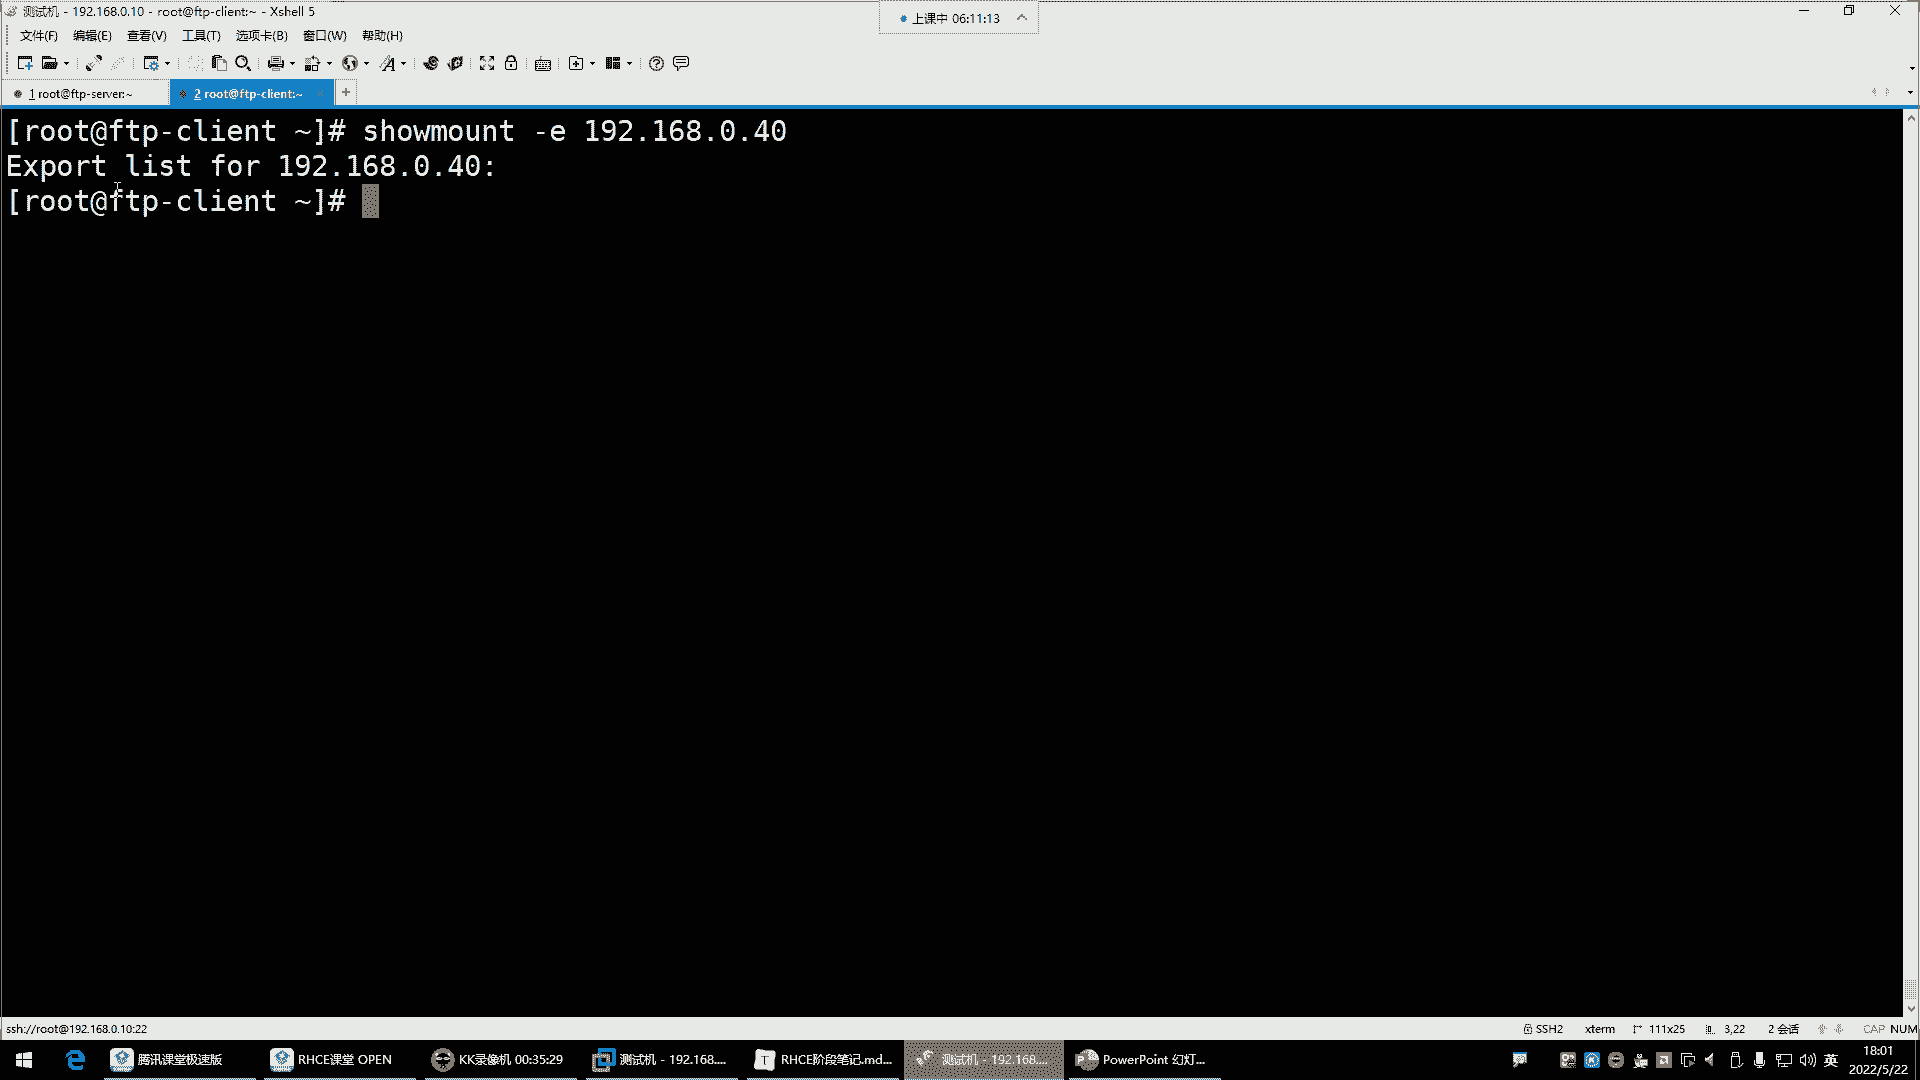 测试机 - 192.168.0.10 - root@ftp-client:~ - Xshell 5
上课中 06:11:13
文件(F) 编辑(E) 查看(V) 工具(T) 选项卡(B) 窗口(W) 帮助(H)
1 root@ftp-server:~
2 root@ftp-client:~
[root@ftp-client ~]# showmount -e 192.168.0.40
Export list for 192.168.0.40:
[root@ftp-client ~]#
ssh://root@192.168.0.10:22
SSH2 xterm 111x25 3,22 2 会话 CAP NUM
腾讯课堂极速版 RHCE课堂 OPEN KK录像机 00:35:29 测试机 - 192.168.... RHCE阶段笔记.md... 测试机 - 192.168.... PowerPoint 幻灯...
英
18:01
2022/5/22